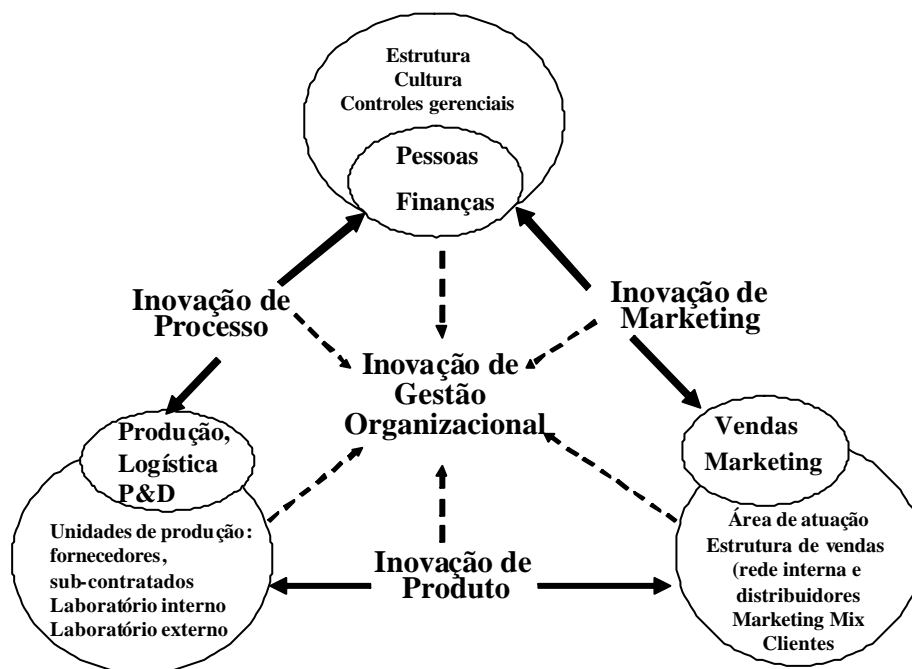 Estrutura
Cultura
Controles gerenciais
Pessoas
Finanças
Inovação de
Processo
Inovação de
Marketing
Inovação de
Gestão
Organizacional
Produção,
Logística
P&D
Unidades de produção:
fornecedores,
sub-contratados
Laboratório interno
Laboratório externo
Inovação de
Produto
Vendas
Marketing
Área de atuação
Estrutura de vendas
(rede interna e
distribuidores
Marketing Mix
Clientes